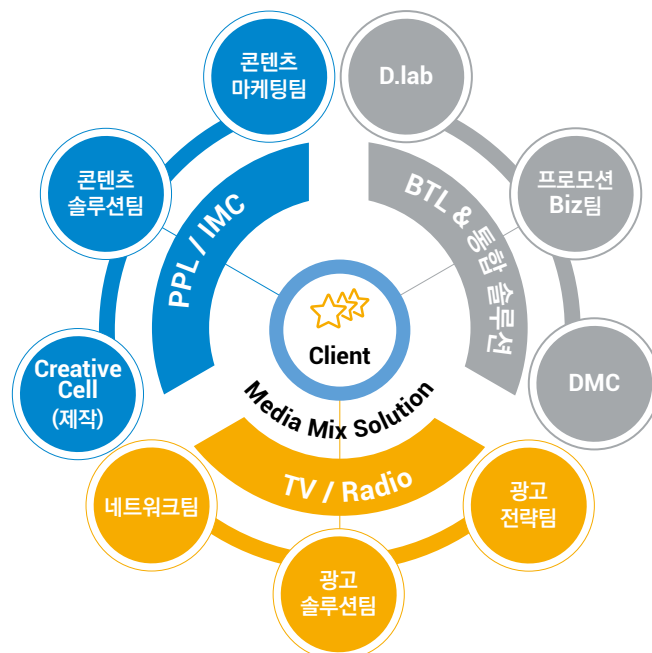 콘텐츠
마케팅팀
D.lab
콘텐츠
솔루션팀
프로모션
Biz팀
PPL / IMC
BTL & 통합 솔루션
Client
Media Mix Solution
Creative
Cell
(제작)
DMC
TV / Radio
네트워크팀
광고
전략팀
광고
솔루션팀